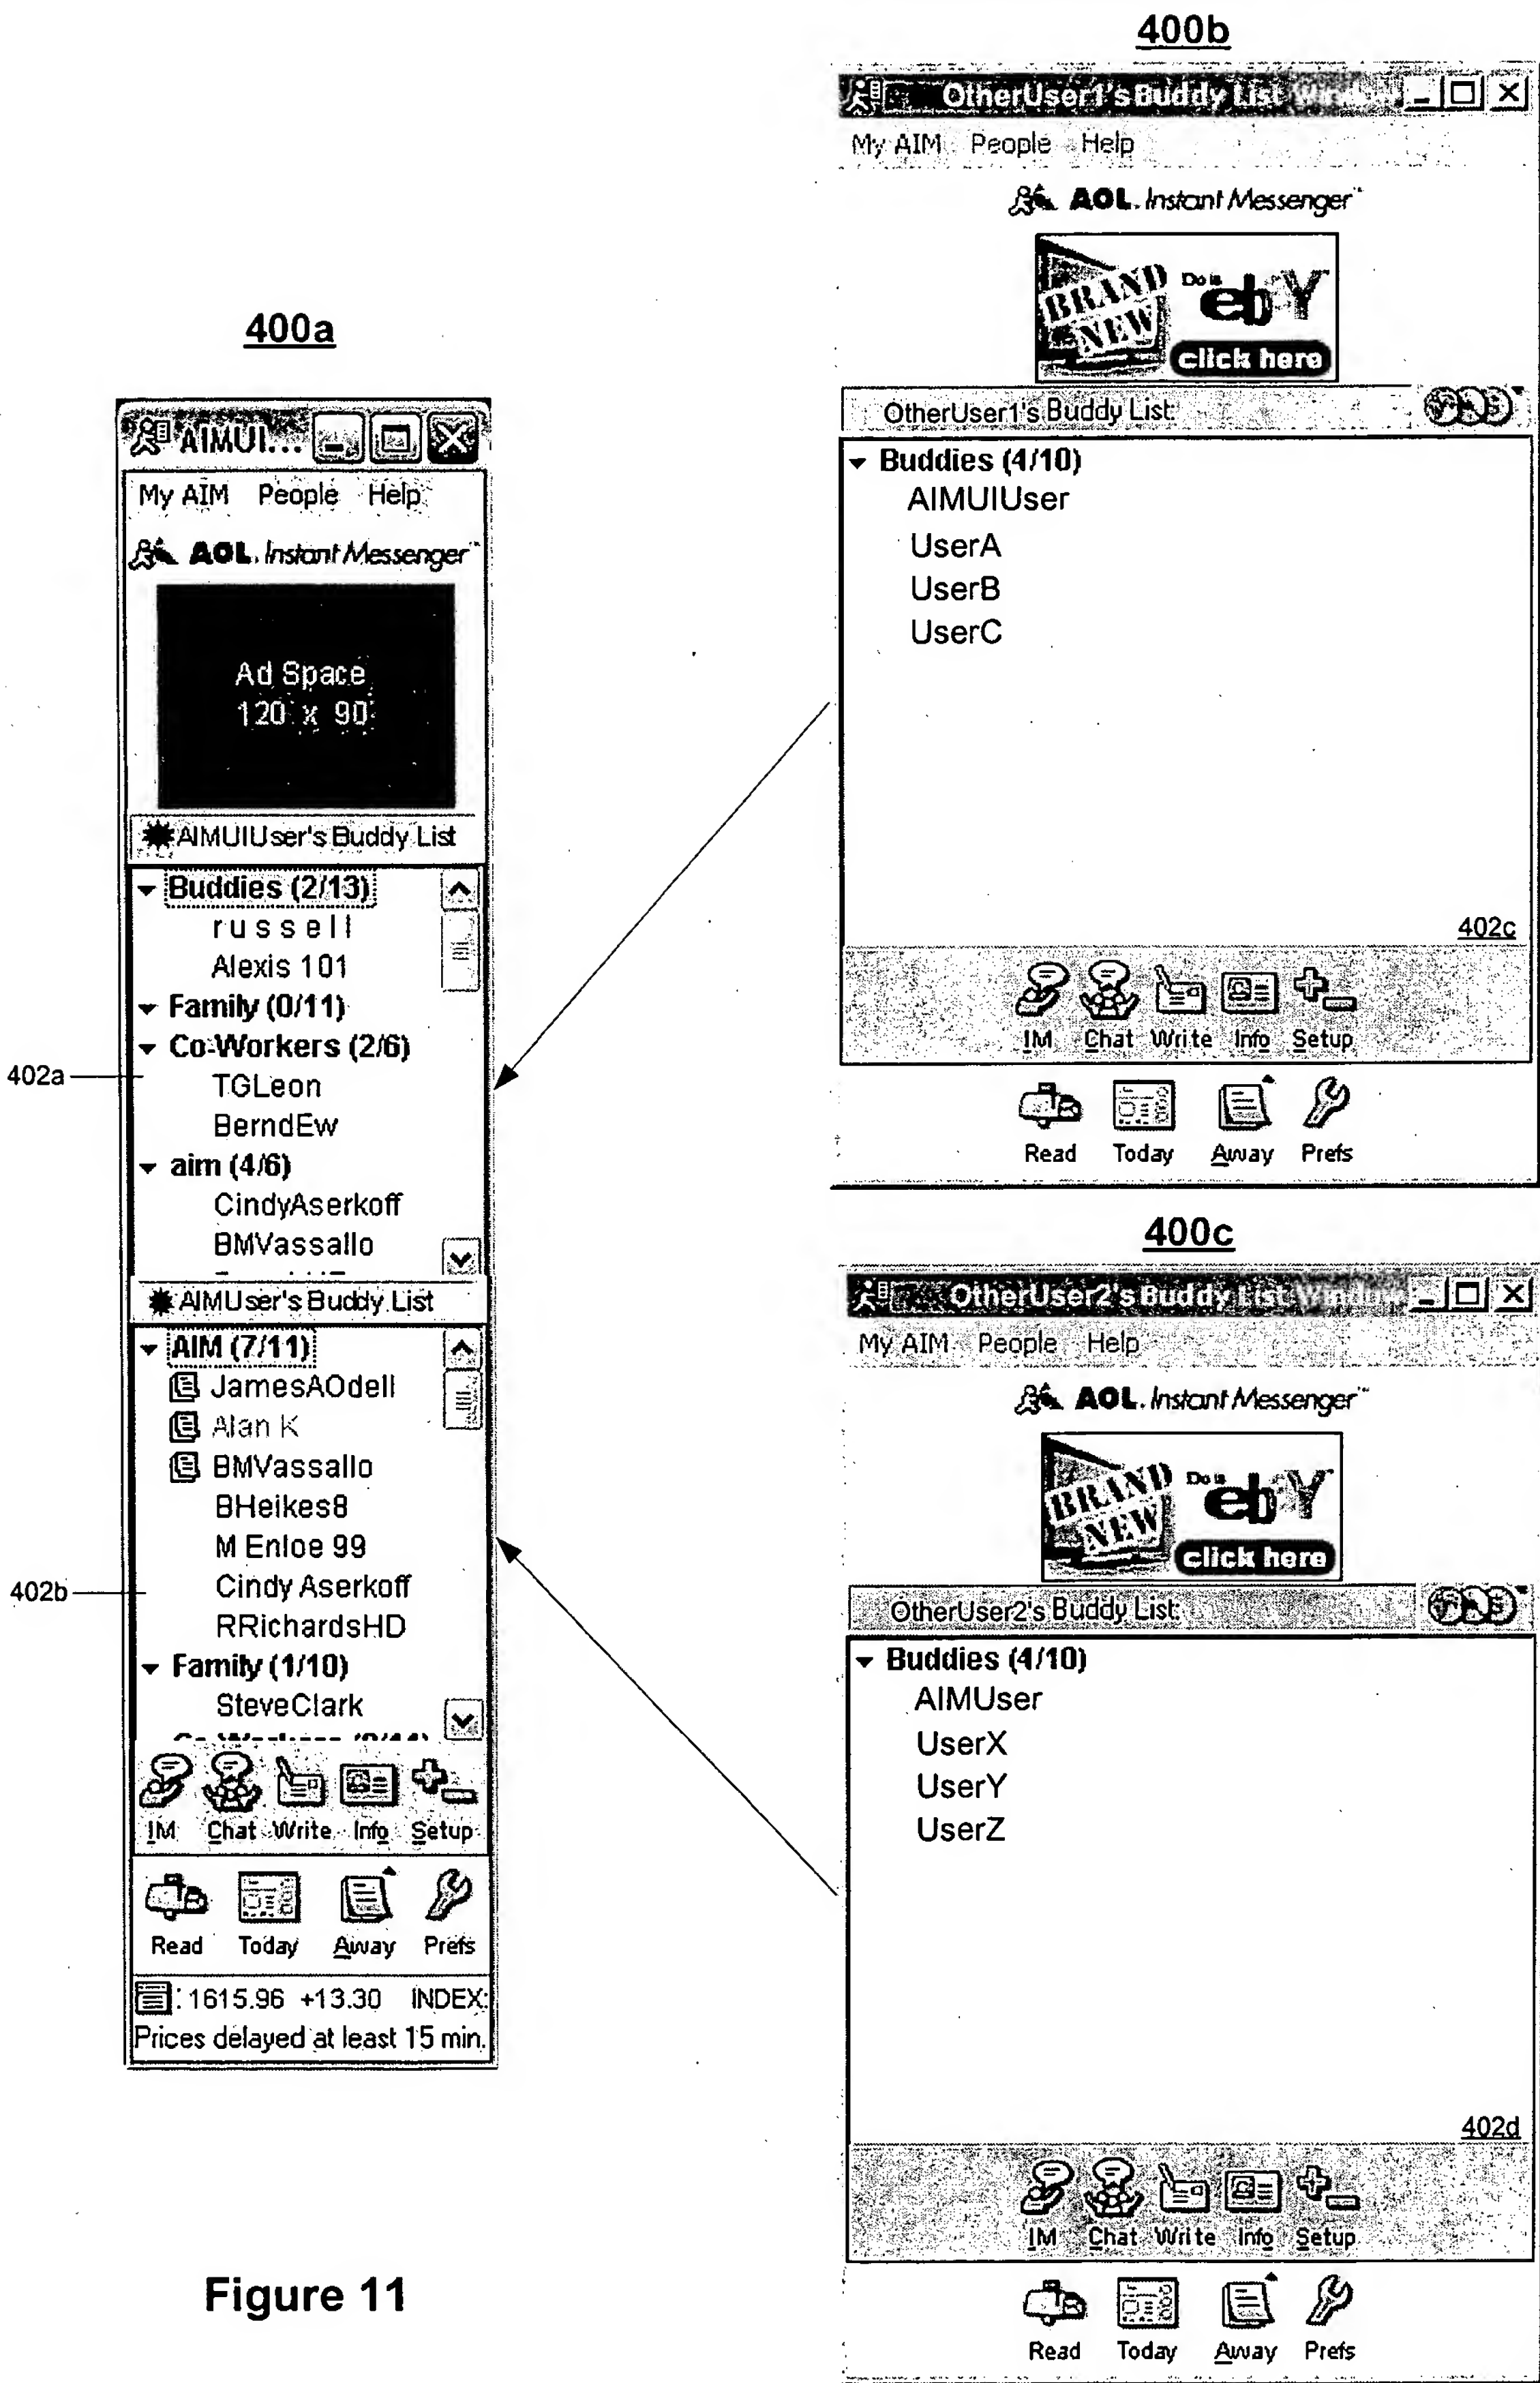 400a
AIMUI...
My AIM People Help
AOL Instant Messenger™
Ad Space
120 x 90
AIMUIUser's Buddy List
Buddies (2/13)
russell
Alexis 101
Family (0/11)
Co-Workers (2/6)
402a
TGLeon
BerndEw
aim (4/6)
CindyAserkoff
BMVassallo
AIMUser's Buddy List
AIM (7/11)
JamesAOdell
Alan K
BMVassallo
BHeikes8
M Enloe 99
402b
Cindy Aserkoff
RRichardsHD
Family (1/10)
SteveClark
IM Chat Write Info Setup
Read Today Away Prefs
: 1615.96 +13.30 INDEX:
Prices delayed at least 15 min.
Figure 11
400b
OtherUser1's Buddy List Window
My AIM People Help
AOL Instant Messenger™
BRAND NEW
Do is
ebY
click here
OtherUser1's Buddy List:
Buddies (4/10)
AIMUIUser
UserA
UserB
UserC
402c
IM Chat Write Info Setup
Read Today Away Prefs
400c
OtherUser2's Buddy List Window
My AIM People Help
AOL Instant Messenger™
BRAND NEW
Do is
ebY
click here
OtherUser2's Buddy List:
Buddies (4/10)
AIMUser
UserX
UserY
UserZ
402d
IM Chat Write Info Setup
Read Today Away Prefs